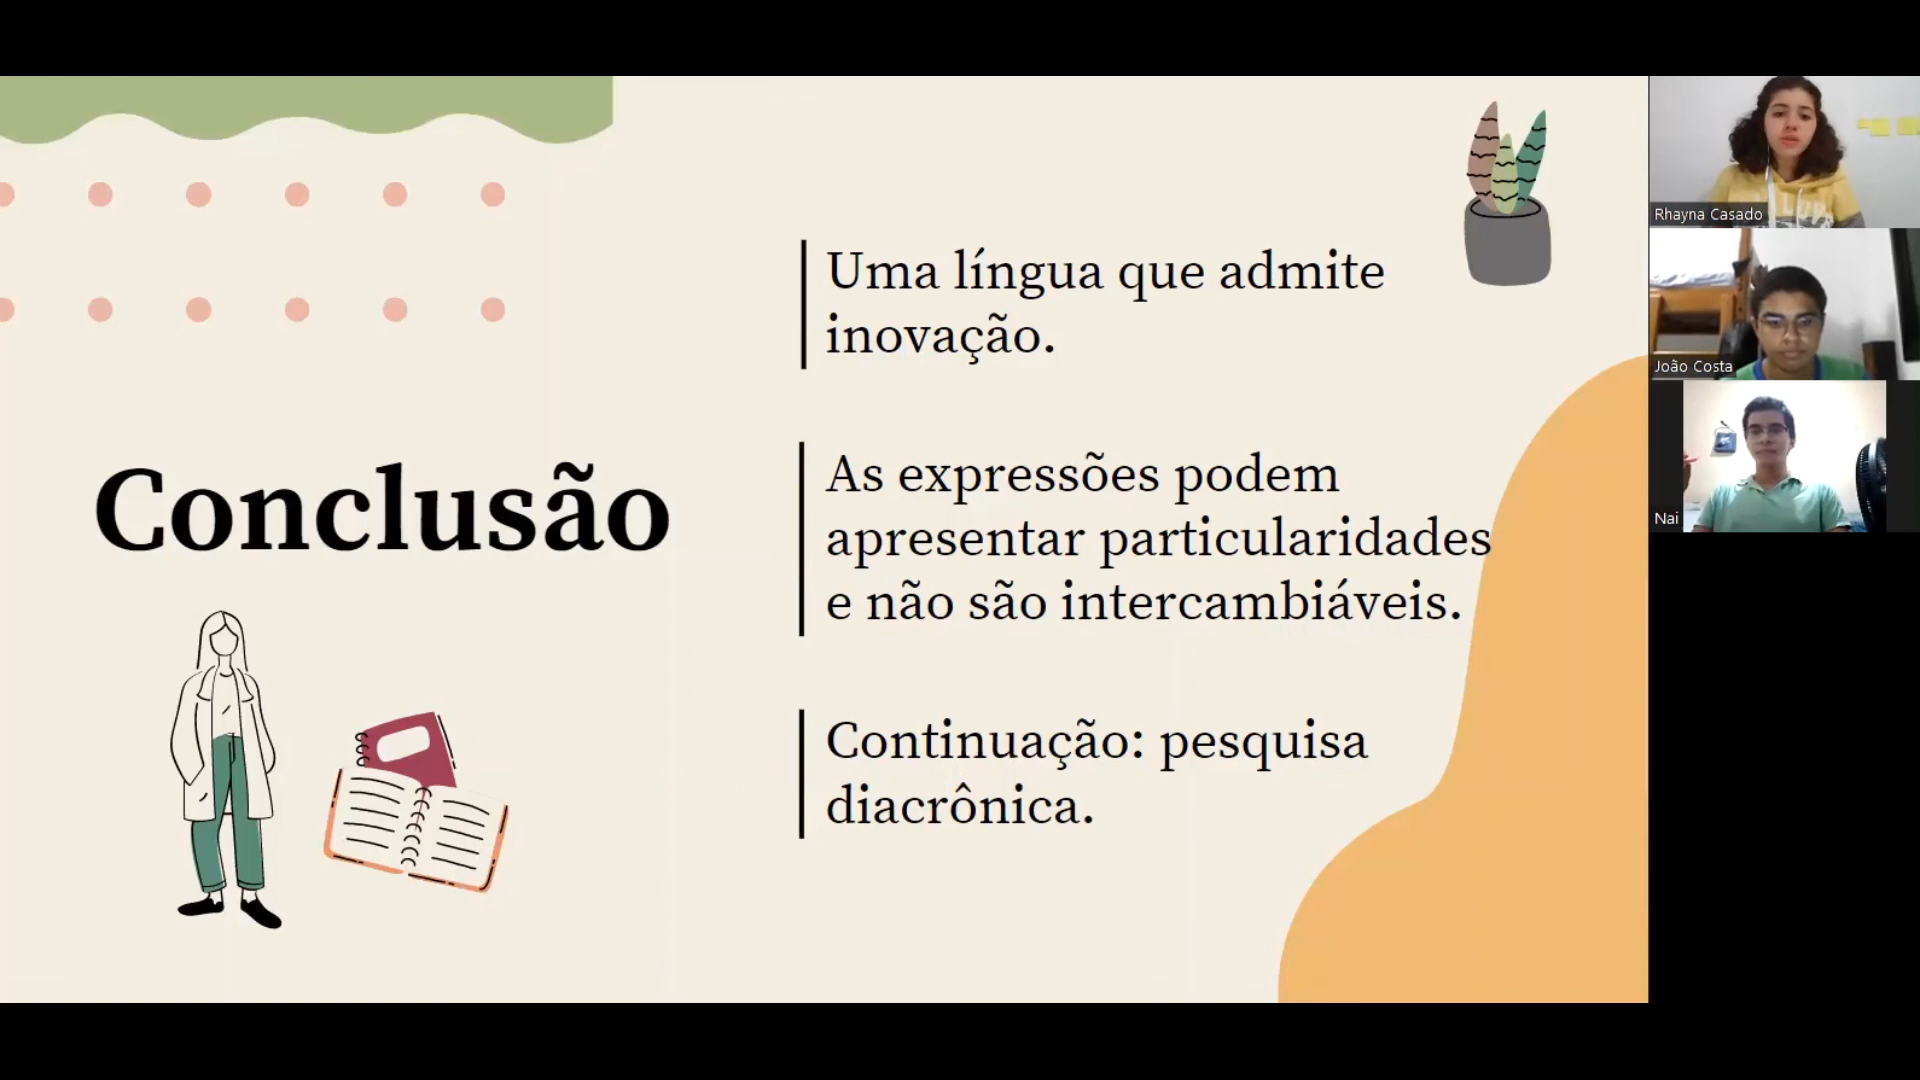 Conclusão
Uma língua que admite
inovação.
As expressões podem
apresentar particularidades
e não são intercambiáveis.
Continuação: pesquisa
diacrônica.
Rhayna Casado
João Costa
Nai